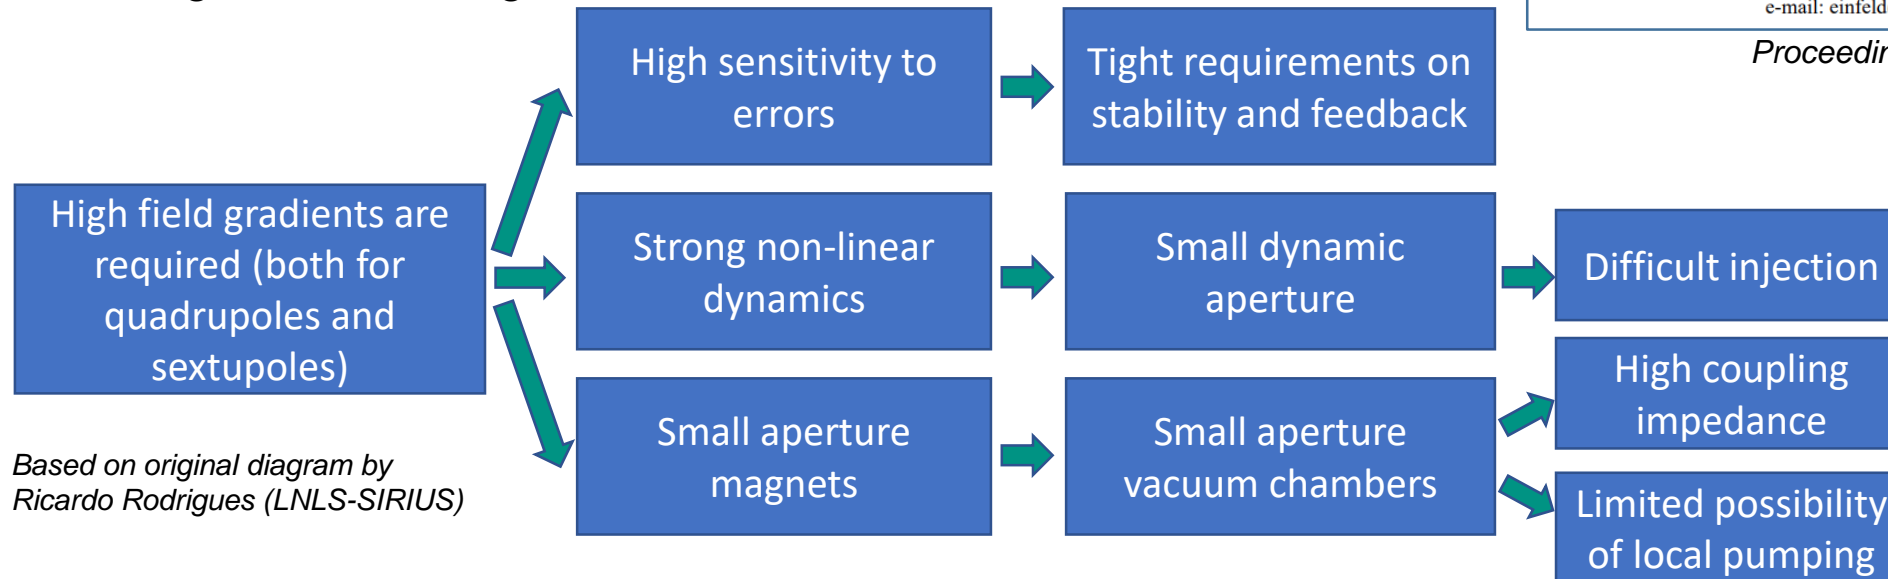 e-mail: einfeld
High sensitivity to
errors
Tight requirements on
stability and feedback
High field gradients are
required (both for
quadrupoles and
sextupoles)
Strong non-linear
dynamics
Small dynamic
aperture
Difficult injection
Small aperture
magnets
Small aperture
vacuum chambers
High coupling
impedance
Limited possibility
of local pumping
Based on original diagram by
Ricardo Rodrigues (LNLS-SIRIUS)